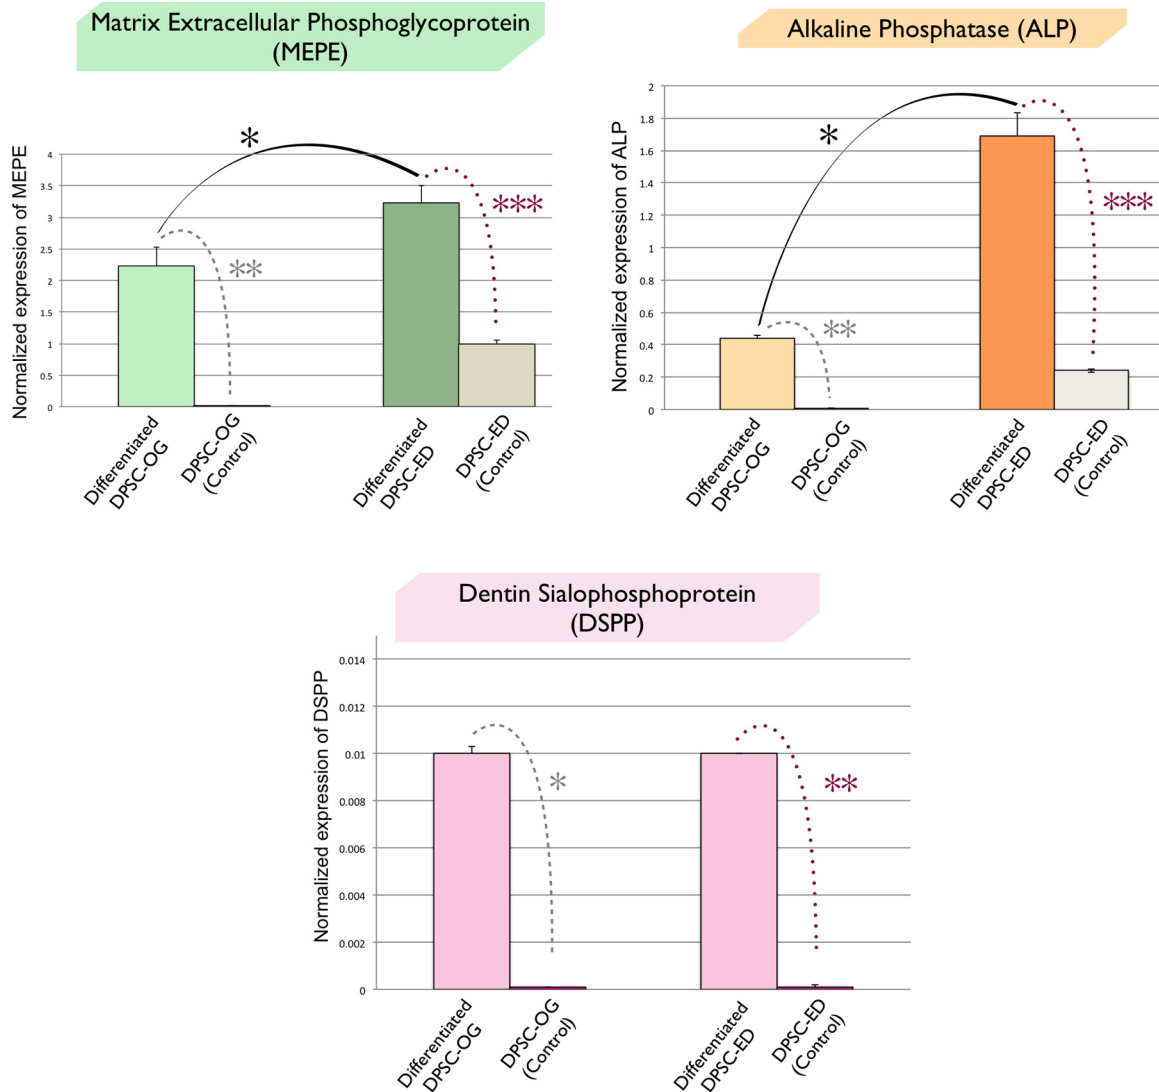 Matrix Extracellular Phosphoglycoprotein
(MEPE)
Normalized expression of MEPE
4
3.5
3
2.5
2
1.5
1
0.5
0
*
**
***
Differentiated
DPSC-OG
DPSC-OG
(Control)
Differentiated
DPSC-ED
DPSC-ED
(Control)
Alkaline Phosphatase (ALP)
Normalized expression of ALP
2
1.8
1.6
1.4
1.2
1
0.8
0.6
0.4
0.2
0
*
**
***
Differentiated
DPSC-OG
DPSC-OG
(Control)
Differentiated
DPSC-ED
DPSC-ED
(Control)
Dentin Sialophosphoprotein
(DSPP)
Normalized expression of DSPP
0.014
0.012
0.01
0.008
0.006
0.004
0.002
0
*
**
Differentiated
DPSC-OG
DPSC-OG
(Control)
Differentiated
DPSC-ED
DPSC-ED
(Control)